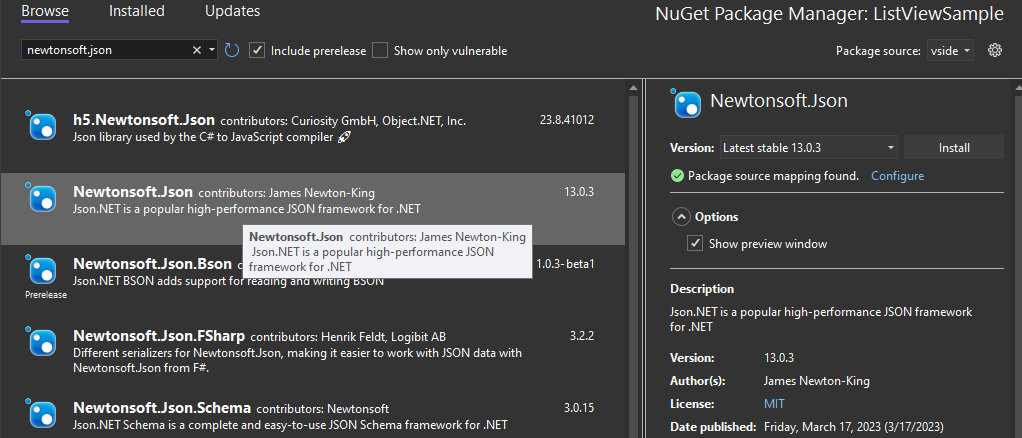 Browse Installed Updates
NuGet Package Manager: ListViewSample
newtonsoft.json
Include prerelease
Show only vulnerable
Package source: vside
h5.Newtonsoft.Json contributors: Curiosity GmbH, Object.NET, Inc. 23.8.41012
Json library used by the C# to JavaScript compiler 🚀
Newtonsoft.Json contributors: James Newton-King 13.0.3
Json.NET is a popular high-performance JSON framework for .NET
Newtonsoft.Json contributors: James Newton-King
Json.NET is a popular high-performance JSON
framework for .NET
Newtonsoft.Json.Bson 1.0.3-beta1
Json.NET BSON adds support for reading and writing BSON
Prerelease
Newtonsoft.Json.FSharp contributors: Henrik Feldt, Logibit AB 3.2.2
Different serializers for Newtonsoft.Json, making it easier to work with JSON data with
Newtonsoft.Json from F#.
Newtonsoft.Json.Schema contributors: Newtonsoft 3.0.15
Json.NET Schema is a complete and easy-to-use JSON Schema framework for .NET
Newtonsoft.Json
Version: Latest stable 13.0.3 Install
Package source mapping found. Configure
Options
Show preview window
Description
Json.NET is a popular high-performance JSON framework
for .NET
Version: 13.0.3
Author(s): James Newton-King
License: MIT
Date published: Friday, March 17, 2023 (3/17/2023)